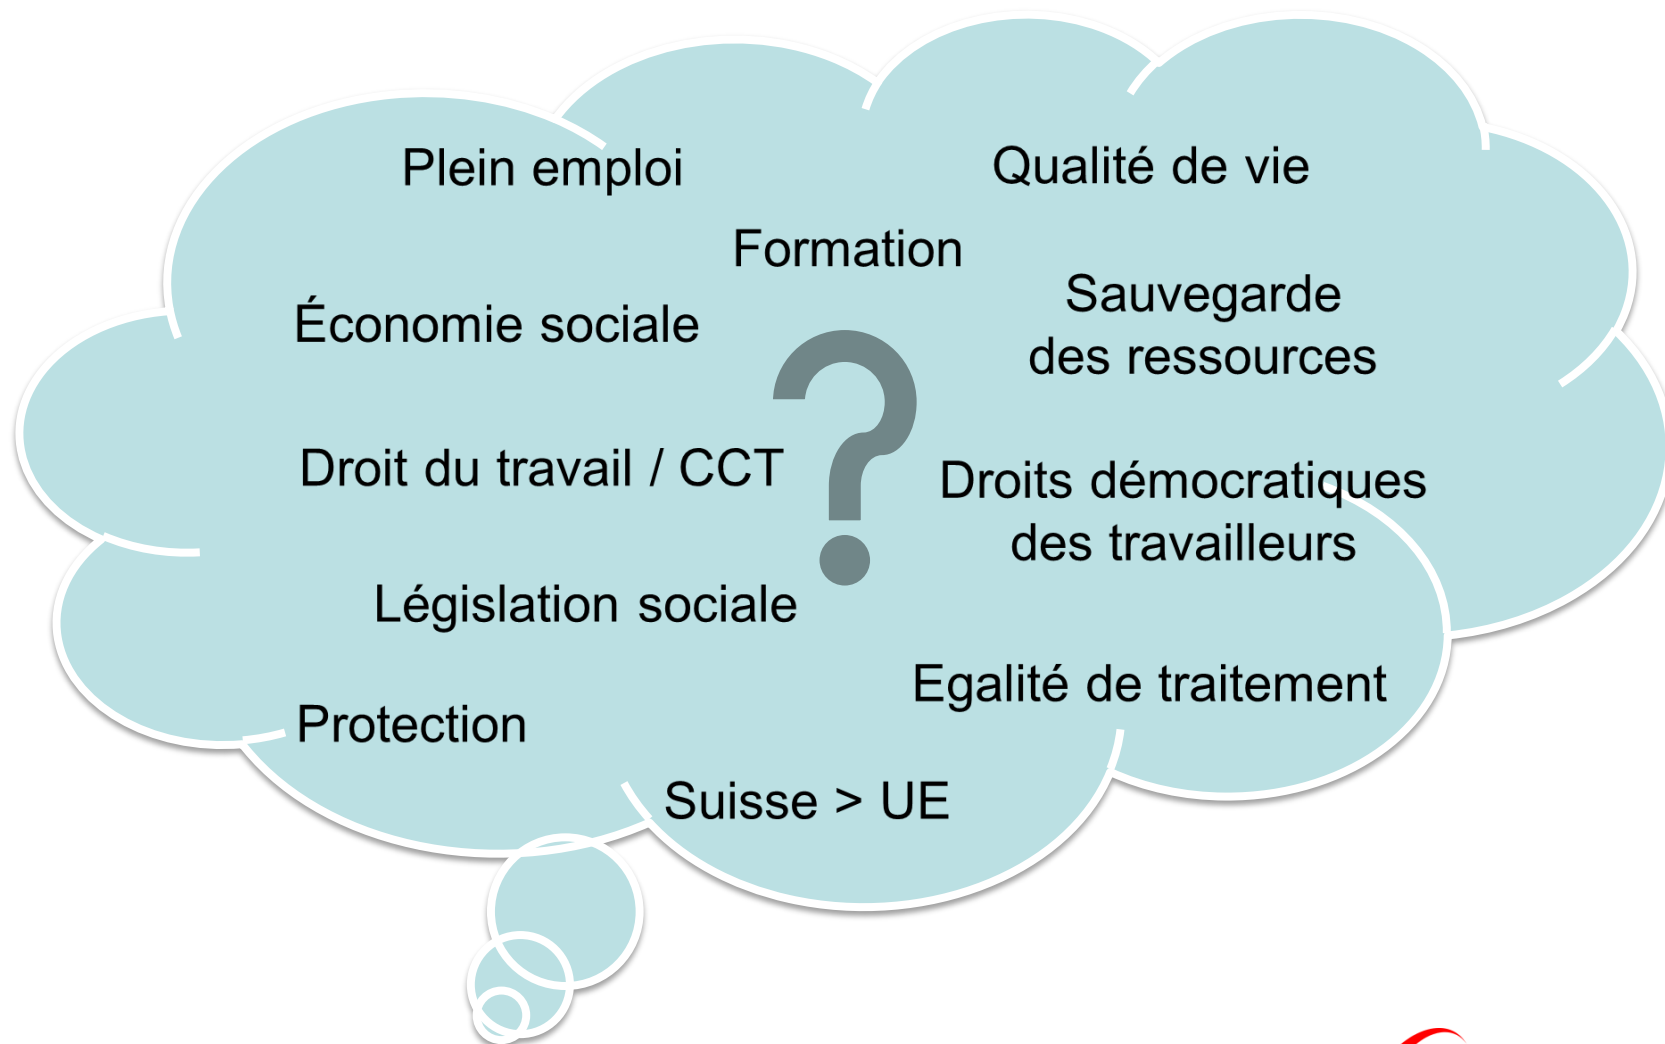 Plein emploi
Qualité de vie
Formation
Économie sociale
Sauvegarde
des ressources
?
Droit du travail / CCT
Droits démocratiques
des travailleurs
Législation sociale
Egalité de traitement
Protection
Suisse > UE